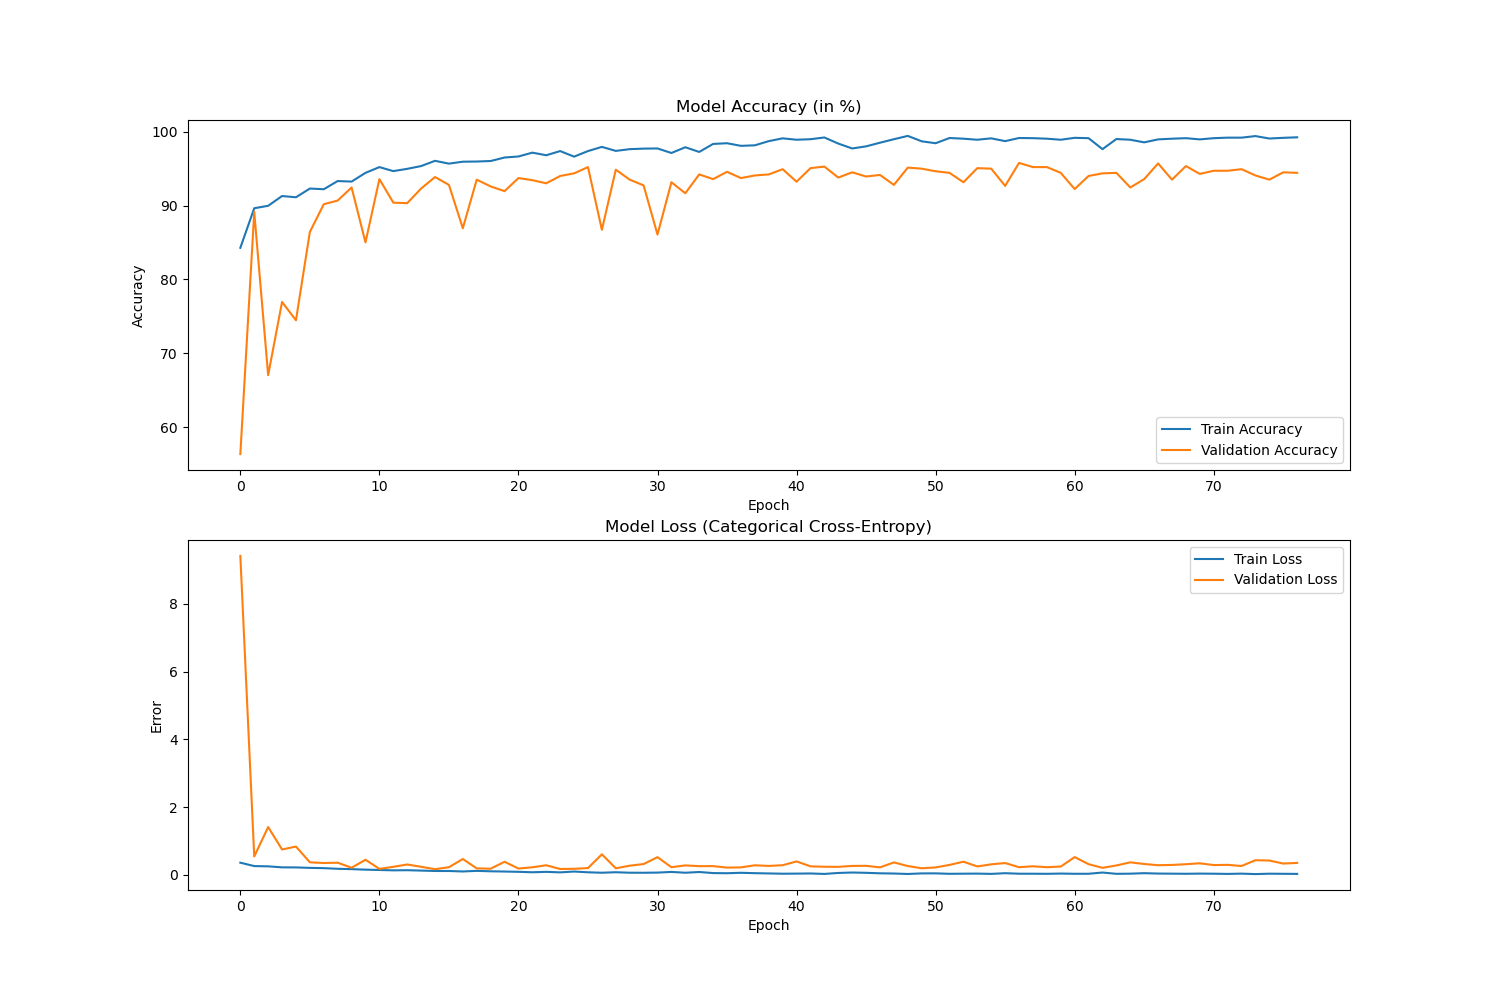 Model Accuracy (in %)
100
90
80
70
60
Accuracy
Train Accuracy
Validation Accuracy
0 10 20 30 40 50 60 70
Epoch
Model Loss (Categorical Cross-Entropy)
Train Loss
Validation Loss
8
6
4
2
0
Error
0 10 20 30 40 50 60 70
Epoch